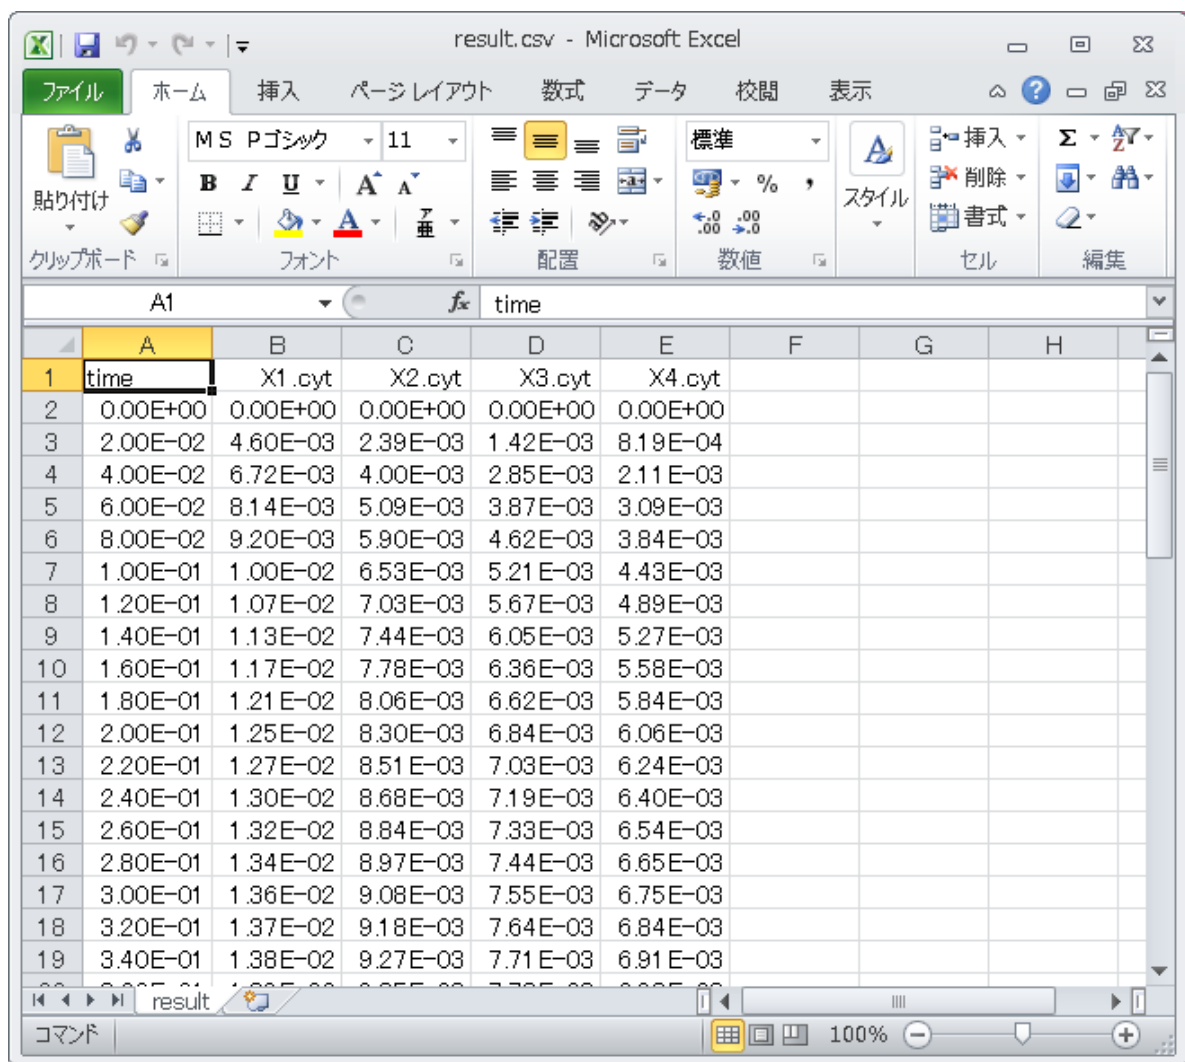 result.csv - Microsoft Excel
ファイル ホーム 挿入 ページ レイアウト 数式 データ 校閲 表示
貼り付け
クリップボード
ＭＳ Ｐゴシック 11
B I U A A
A ア亜
フォント
配置
標準
% ,
.0 .00 .00 .0
数値
スタイル
挿入
削除
書式
セル
Σ AZ
編集
A1 fx time
A B C D E F G H
1 time X1.cyt X2.cyt X3.cyt X4.cyt
2 0.00E+00 0.00E+00 0.00E+00 0.00E+00 0.00E+00
3 2.00E-02 4.60E-03 2.39E-03 1.42E-03 8.19E-04
4 4.00E-02 6.72E-03 4.00E-03 2.85E-03 2.11E-03
5 6.00E-02 8.14E-03 5.09E-03 3.87E-03 3.09E-03
6 8.00E-02 9.20E-03 5.90E-03 4.62E-03 3.84E-03
7 1.00E-01 1.00E-02 6.53E-03 5.21E-03 4.43E-03
8 1.20E-01 1.07E-02 7.03E-03 5.67E-03 4.89E-03
9 1.40E-01 1.13E-02 7.44E-03 6.05E-03 5.27E-03
10 1.60E-01 1.17E-02 7.78E-03 6.36E-03 5.58E-03
11 1.80E-01 1.21E-02 8.06E-03 6.62E-03 5.84E-03
12 2.00E-01 1.25E-02 8.30E-03 6.84E-03 6.06E-03
13 2.20E-01 1.27E-02 8.51E-03 7.03E-03 6.24E-03
14 2.40E-01 1.30E-02 8.68E-03 7.19E-03 6.40E-03
15 2.60E-01 1.32E-02 8.84E-03 7.33E-03 6.54E-03
16 2.80E-01 1.34E-02 8.97E-03 7.44E-03 6.65E-03
17 3.00E-01 1.36E-02 9.08E-03 7.55E-03 6.75E-03
18 3.20E-01 1.37E-02 9.18E-03 7.64E-03 6.84E-03
19 3.40E-01 1.38E-02 9.27E-03 7.71E-03 6.91E-03
result
コマンド 100%